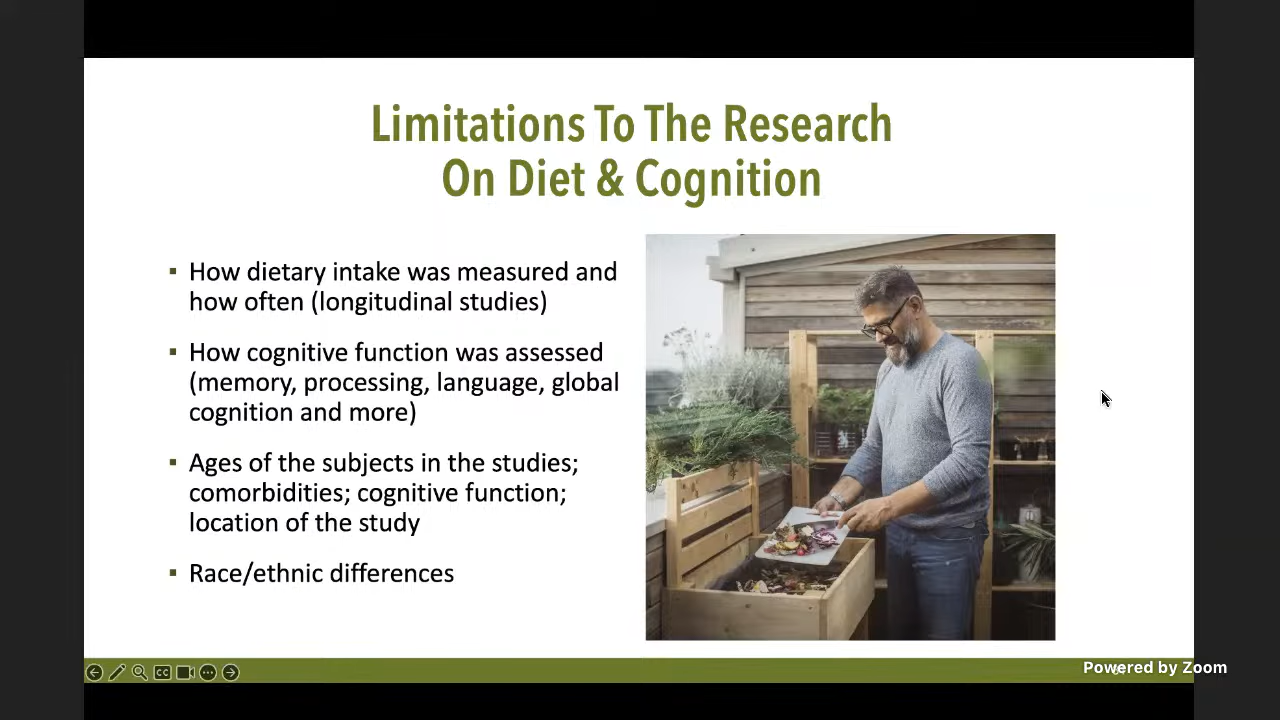 Limitations To The Research
On Diet & Cognition
▪ How dietary intake was measured and
how often (longitudinal studies)
▪ How cognitive function was assessed
(memory, processing, language, global
cognition and more)
▪ Ages of the subjects in the studies;
comorbidities; cognitive function;
location of the study
▪ Race/ethnic differences
CC
Powered by Zoom